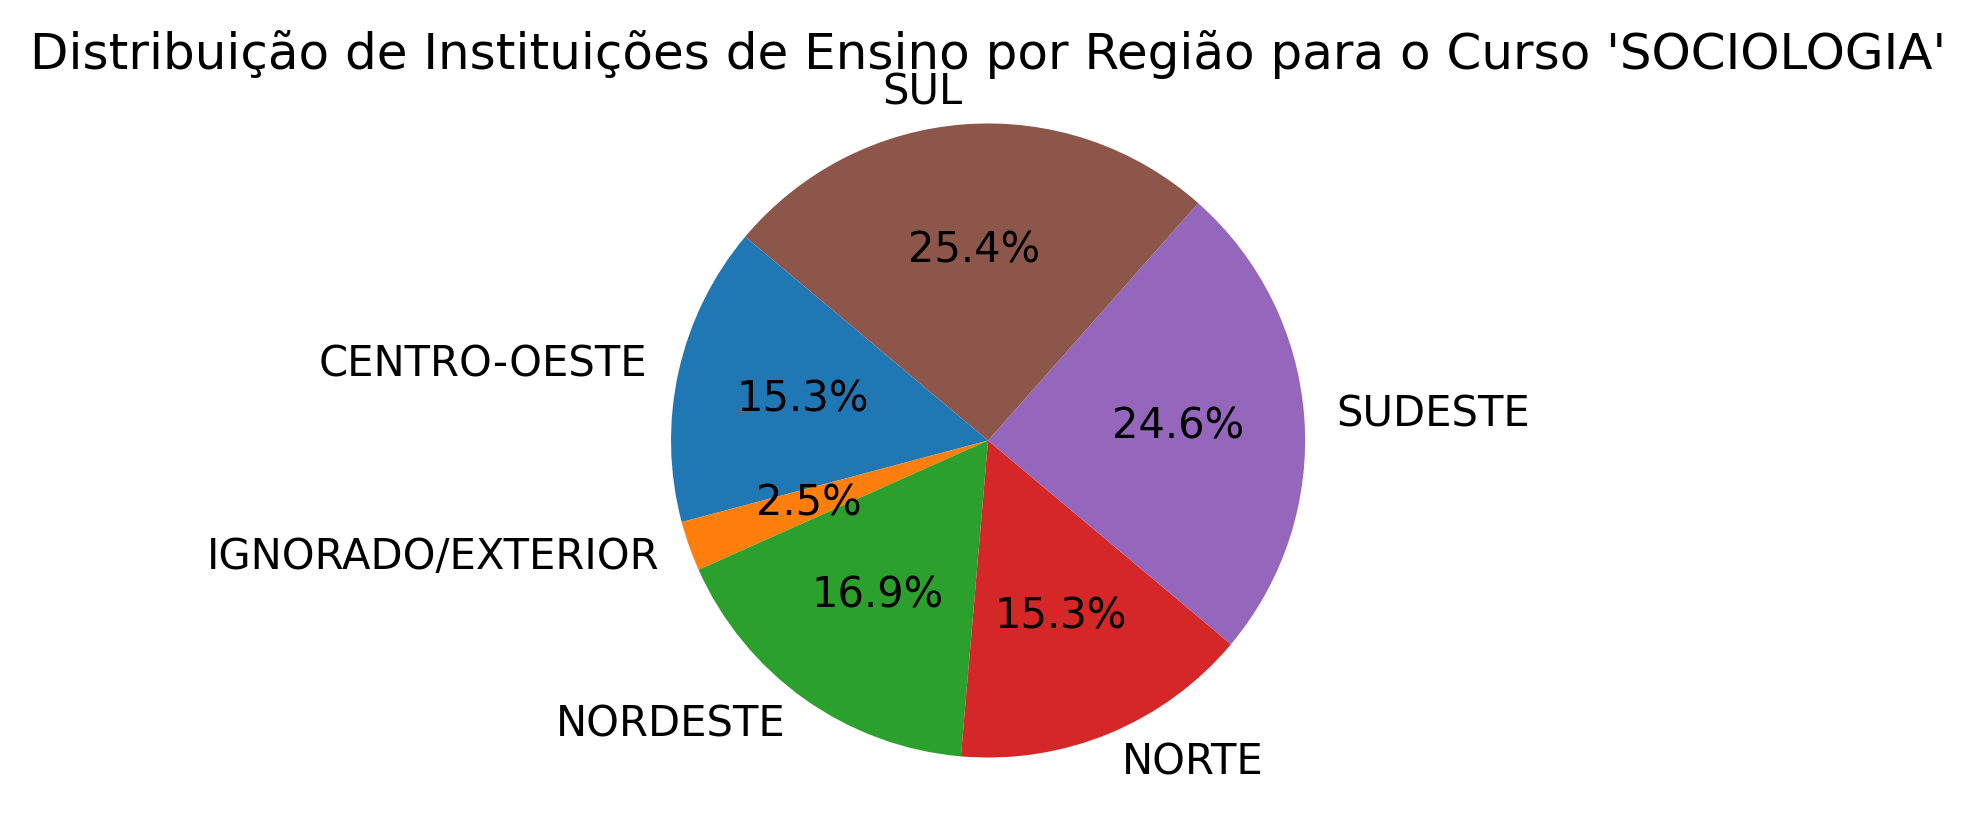 Distribuição de Instituições de Ensino por Região para o Curso 'SOCIOLOGIA'
SUL
25.4%
CENTRO-OESTE
15.3%
SUDESTE
24.6%
2.5%
IGNORADO/EXTERIOR
16.9%
15.3%
NORDESTE
NORTE